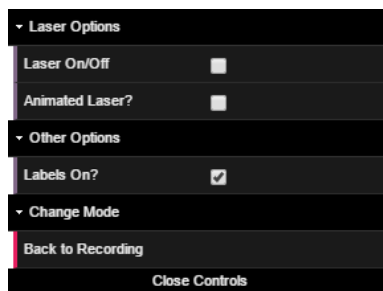 Laser Options
Laser On/Off
Animated Laser?
Other Options
Labels On?
Change Mode
Back to Recording
Close Controls